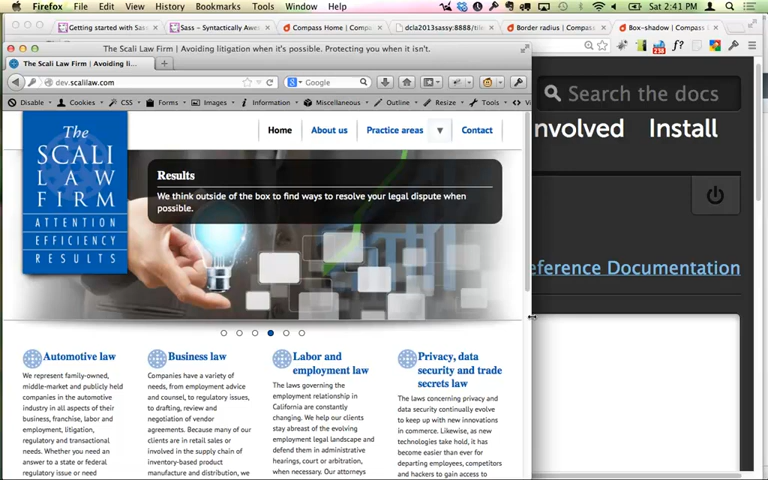 Firefox File Edit View History Bookmarks Tools Window Help Sat 2:41 PM
Getting started with Sass
Sass - Syntactically Awes
Compass Home | Compa
dcla2013sassy:8888/tile
Border radius | Compass
Box-shadow | Compass
The Scali Law Firm | Avoiding litigation when it's possible. Protecting you when it isn't.
The Scali Law Firm | Avoiding li...
dev.scalilaw.com
Google
Disable Cookies CSS Forms Images Information Miscellaneous Outline Resize Tools
Search the docs
nvolved Install
eference Documentation
The
SCALI
LAW
FIRM
ATTENTION
EFFICIENCY
RESULTS
Home About us Practice areas Contact
Results
We think outside of the box to find ways to resolve your legal dispute when
possible.
Automotive law
We represent family-owned,
middle-market and publicly held
companies in the automotive
industry in all aspects of their
business, franchise, labor and
employment, litigation,
regulatory and transactional
needs. Whether you need an
answer to a state or federal
regulatory issue or need
Business law
Companies have a variety of
needs, from employment advice
and counsel, to regulatory issues,
to drafting, review and
negotiation of vendor
agreements. Because many of our
clients are in retail sales or
involved in the supply chain of
inventory-based product
manufacture and distribution, we
Labor and
employment law
The laws governing the
employment relationship in
California are constantly
changing. We help our clients
stay abreast of the evolving
employment legal landscape and
defend them in administrative
hearings, court or arbitration,
when necessary. Our attorneys
Privacy, data
security and trade
secrets law
The laws concerning privacy and
data security continually evolve
to keep up with new innovations
in commerce. Likewise, as new
technologies take hold, it has
become easier than ever for
departing employees, competitors
and hackers to gain access to